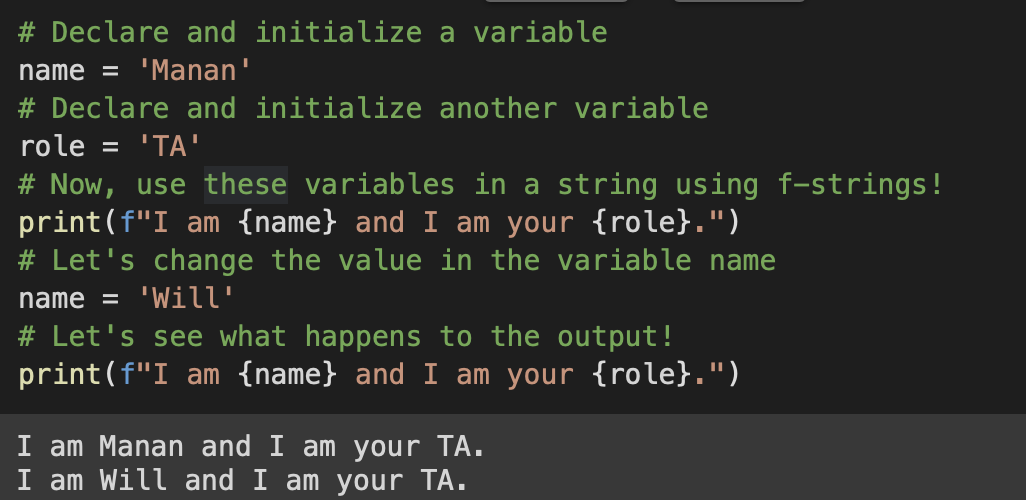 # Declare and initialize a variable
name = 'Manan'
# Declare and initialize another variable
role = 'TA'
# Now, use these variables in a string using f-strings!
print(f"I am {name} and I am your {role}.")
# Let's change the value in the variable name
name = 'Will'
# Let's see what happens to the output!
print(f"I am {name} and I am your {role}.")
I am Manan and I am your TA.
I am Will and I am your TA.